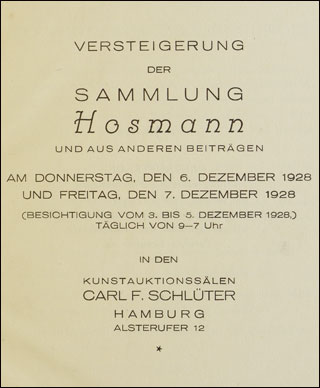 VERSTEIGERUNG
DER
SAMMLUNG
Hosmann
UND AUS ANDEREN BEITRÄGEN
AM DONNERSTAG, DEN 6. DEZEMBER 1928
UND FREITAG, DEN 7. DEZEMBER 1928
(BESICHTIGUNG VOM 3. BIS 5. DEZEMBER 1928.)
TÄGLICH VON 9–7 Uhr
IN DEN
KUNSTAUKTIONSSÄLEN
CARL F. SCHLÜTER
HAMBURG
ALSTERUFER 12
*